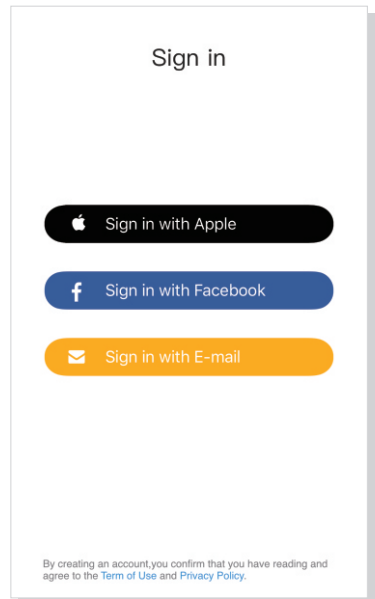 Sign in
Sign in with Apple
Sign in with Facebook
Sign in with E-mail
By creating an account,you confirm that you have reading and
agree to the Term of Use and Privacy Policy.